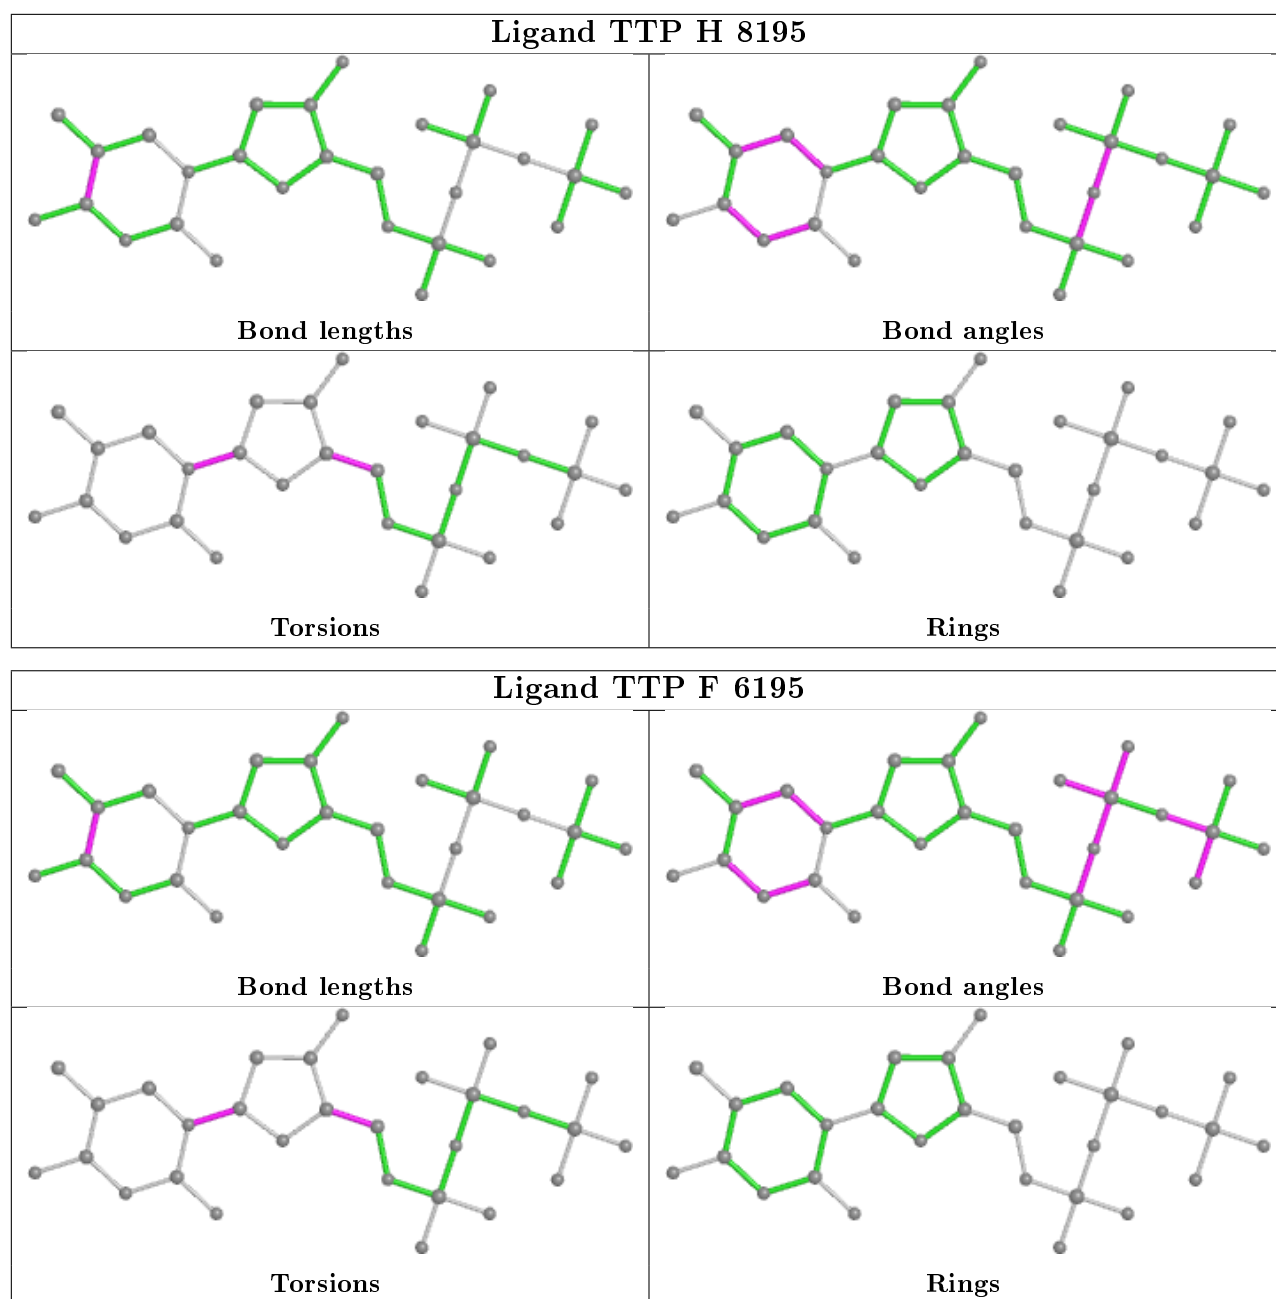 Ligand TTP H 8195
Bond lengths
Bond angles
Torsions
Rings
Ligand TTP F 6195
Bond lengths
Bond angles
Torsions
Rings